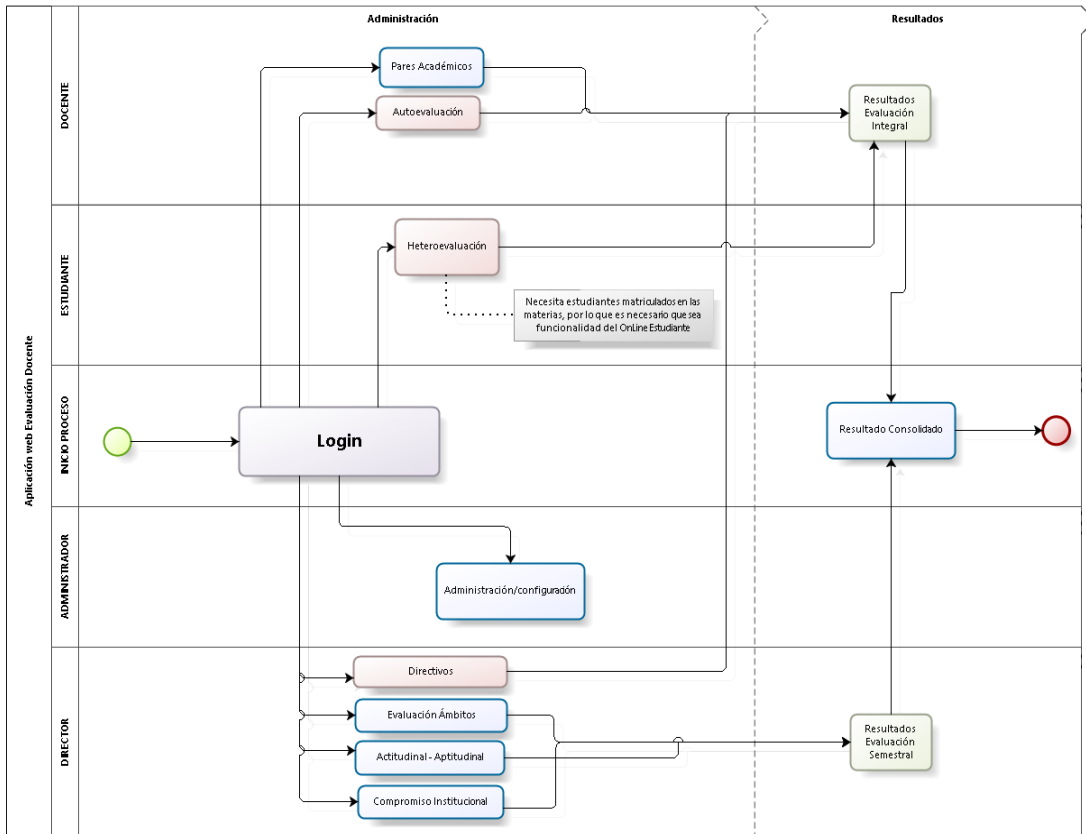 Administración
Resultados
Aplicación web Evaluación Docente
DOCENTE
Pares Académicos
Autoevaluación
Resultados
Evaluación
Integral
ESTUDIANTE
Heteroevaluación
Necesita estudiantes matriculados en las
materias, por lo que es necesario que sea
funcionalidad del OnLine Estudiante
INICIO PROCESO
Login
Resultado Consolidado
ADMINISTRADOR
Administración/configuración
DIRECTOR
Directivos
Evaluación Ámbitos
Actitudinal - Aptitudinal
Compromiso Institucional
Resultados
Evaluación
Semestral